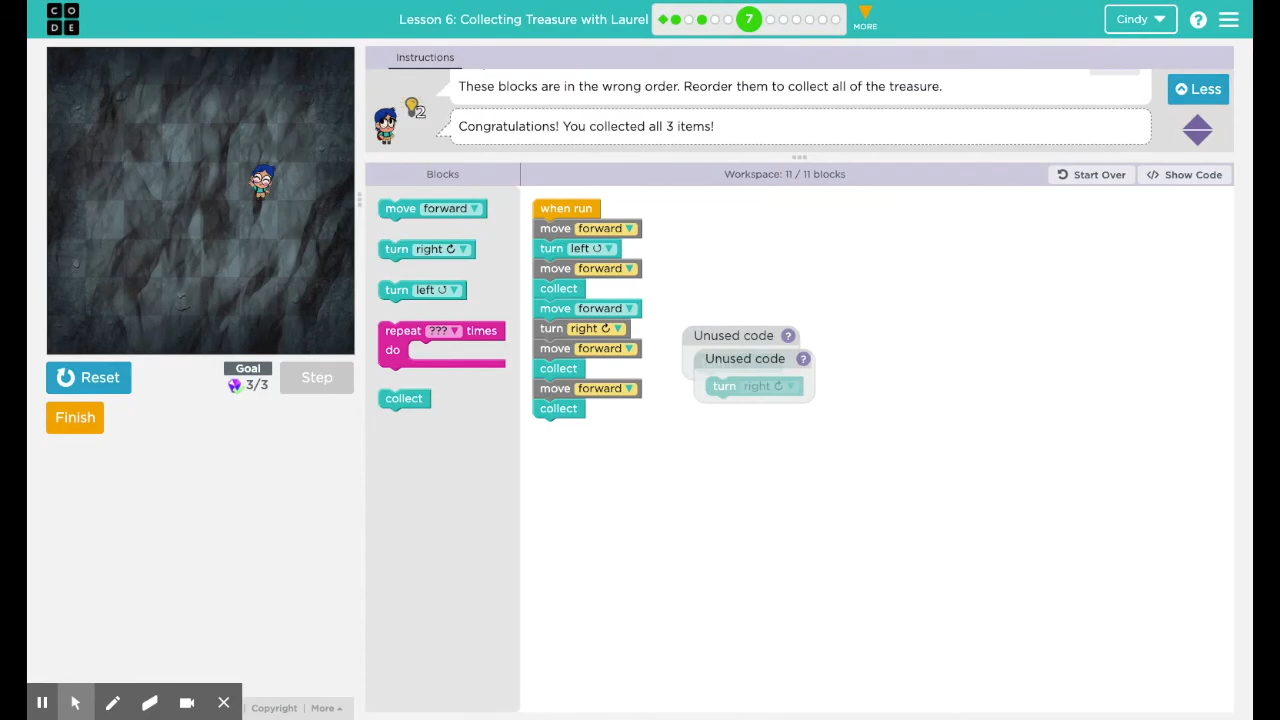 C O
D E
Lesson 6: Collecting Treasure with Laurel
7
MORE
Cindy
?
Instructions
These blocks are in the wrong order. Reorder them to collect all of the treasure.
2
Congratulations! You collected all 3 items!
Less
Blocks
Workspace: 11 / 11 blocks
Start Over
</> Show Code
move forward
turn right
turn left
repeat ??? times
do
collect
when run
move forward
turn left
move forward
collect
move forward
turn right
move forward
collect
move forward
collect
Unused code ?
Unused code ?
turn right
Reset
Goal
3/3
Step
Finish
Copyright
More